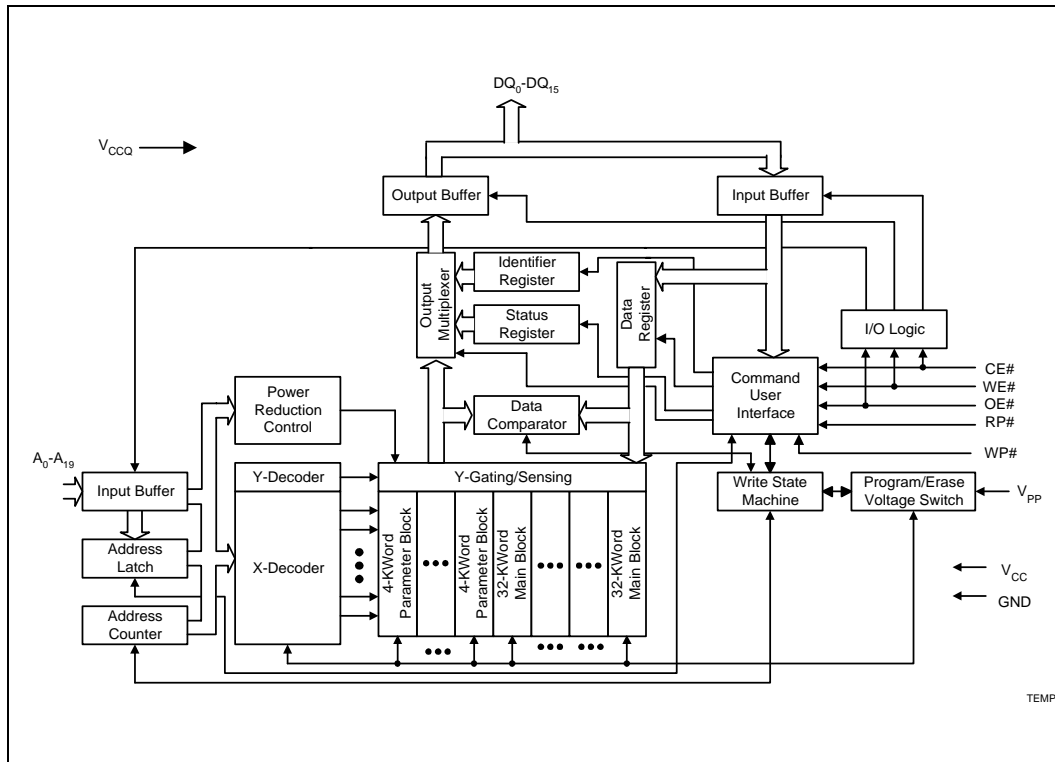 DQ0-DQ15
VCCQ
Output Buffer
Input Buffer
Output
Multiplexer
Identifier
Register
Status
Register
Data
Register
I/O Logic
CE#
WE#
OE#
RP#
WP#
Command
User
Interface
Power
Reduction
Control
Data
Comparator
A0-A19
Input Buffer
Y-Decoder
Y-Gating/Sensing
Write State
Machine
Program/Erase
Voltage Switch
VPP
Address
Latch
X-Decoder
4-KWord
Parameter Block
4-KWord
Parameter Block
32-KWord
Main Block
32-KWord
Main Block
Address
Counter
VCC
GND
TEMP